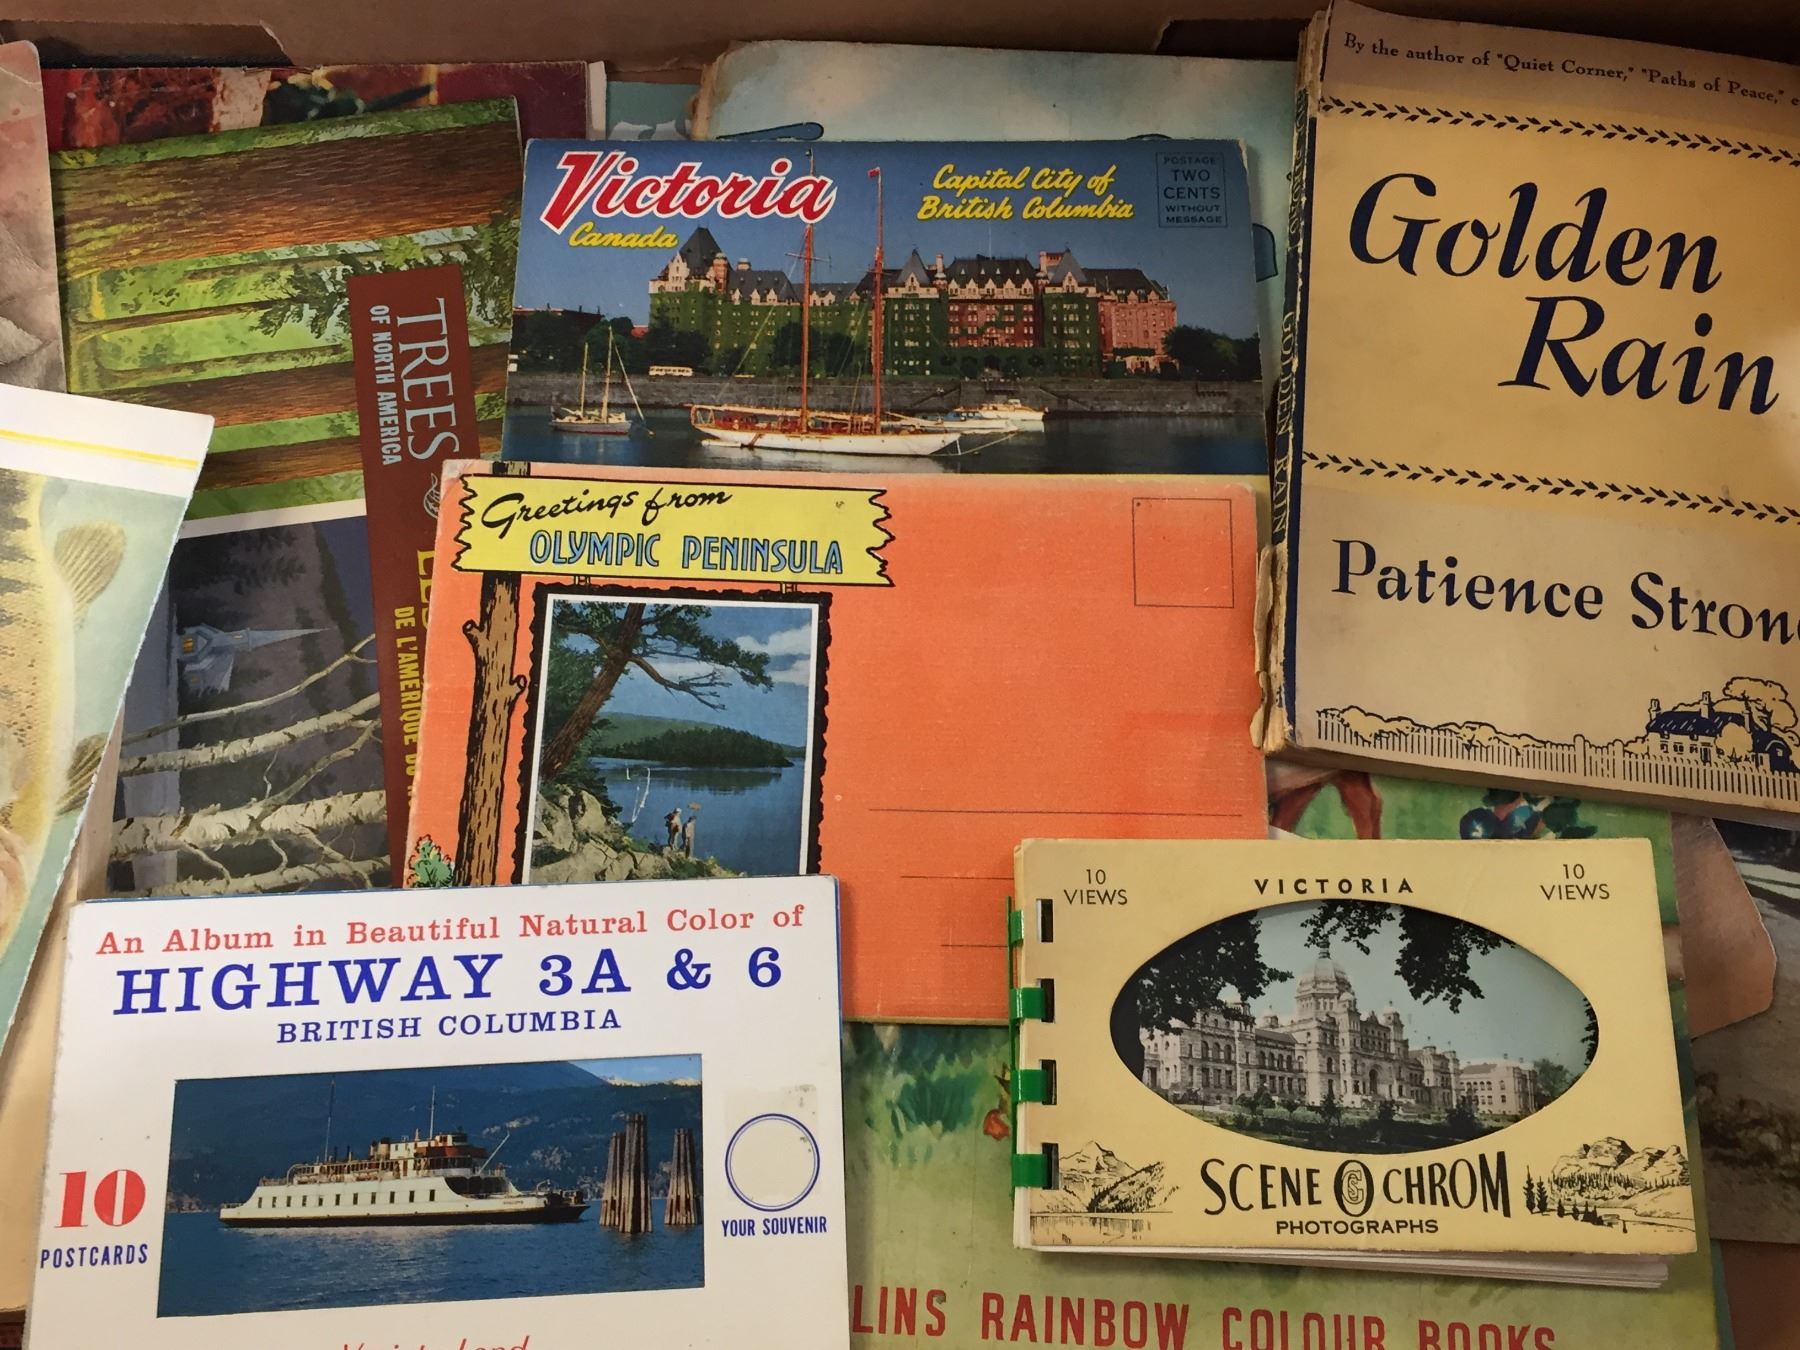 By the author of "Quiet Corner," "Paths of Peace,"
Golden
Rain
GOLDEN RAIN
Patience
Victoria
Canada
Capital City of
British Columbia
POSTAGE
TWO
CENTS
WITHOUT
MESSAGE
TREES
OF NORTH AMERICA
DE L'AMERIQUE DU
Greetings from
OLYMPIC PENINSULA
An Album in Beautiful Natural Color of
HIGHWAY 3A & 6
BRITISH COLUMBIA
10
POSTCARDS
YOUR SOUVENIR
10
VIEWS
VICTORIA
10
VIEWS
SCENE O CHROM
PHOTOGRAPHS
LINS RAINBOW COLOUR BOOKS